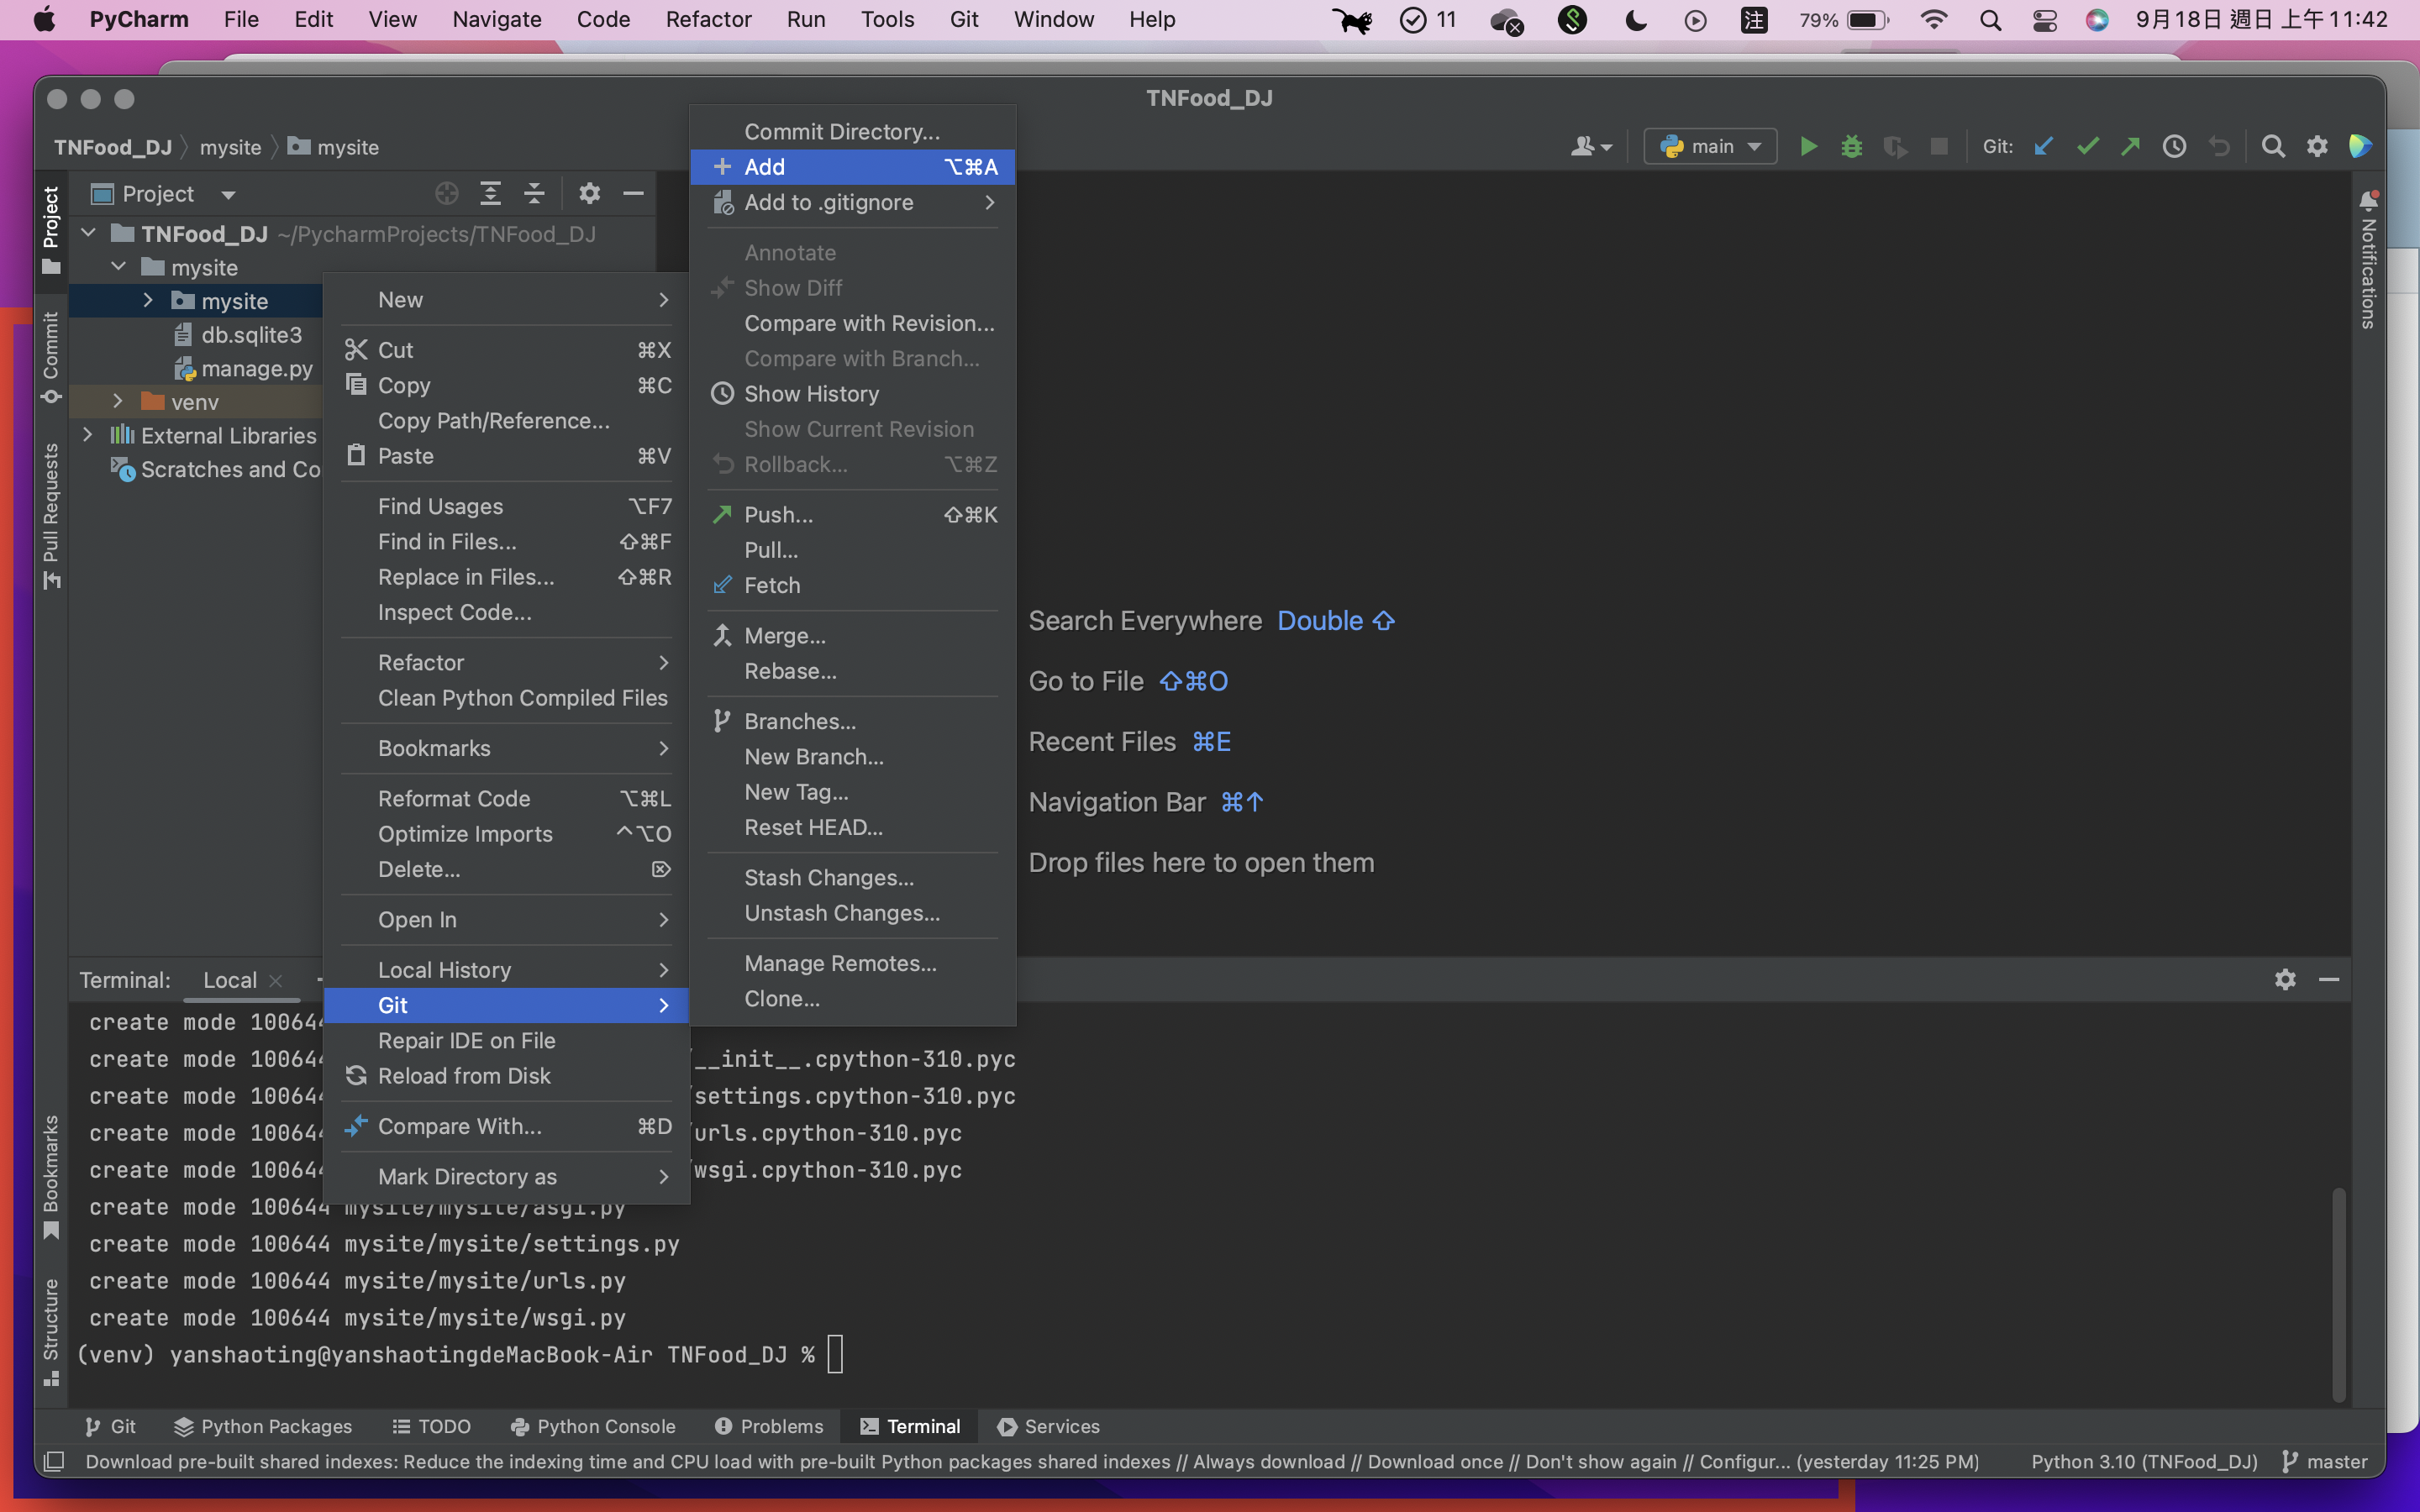 PyCharm File Edit View Navigate Code Refactor Run Tools Git Window Help 11 注 79% 9月18日 週日 上午11:42
TNFood_DJ
TNFood_DJ mysite mysite
main Git:
Project
TNFood_DJ ~/PycharmProjects/TNFood_DJ
mysite
mysite
db.sqlite3
manage.py
venv
External Libraries
Scratches and Co
Project
Commit
Pull Requests
Bookmarks
Structure
Notifications
New
Cut ⌘X
Copy ⌘C
Copy Path/Reference...
Paste ⌘V
Find Usages ⌥F7
Find in Files... ⇧⌘F
Replace in Files... ⇧⌘R
Inspect Code...
Refactor
Clean Python Compiled Files
Bookmarks
Reformat Code ⌥⌘L
Optimize Imports ^⌥O
Delete... ⌦
Open In
Local History
Git
Repair IDE on File
Reload from Disk
Compare With... ⌘D
Mark Directory as
Commit Directory...
Add ⌥⌘A
Add to .gitignore
Annotate
Show Diff
Compare with Revision...
Compare with Branch...
Show History
Show Current Revision
Rollback... ⌥⌘Z
Push... ⇧⌘K
Pull...
Fetch
Merge...
Rebase...
Branches...
New Branch...
New Tag...
Reset HEAD...
Stash Changes...
Unstash Changes...
Manage Remotes...
Clone...
Search Everywhere Double ⇧
Go to File ⇧⌘O
Recent Files ⌘E
Navigation Bar ⌘↑
Drop files here to open them
Terminal: Local
create mode 100644
create mode 100644 /__init__.cpython-310.pyc
create mode 100644 /settings.cpython-310.pyc
create mode 100644 /urls.cpython-310.pyc
create mode 100644 /wsgi.cpython-310.pyc
create mode 100644 mysite/mysite/asgi.py
create mode 100644 mysite/mysite/settings.py
create mode 100644 mysite/mysite/urls.py
create mode 100644 mysite/mysite/wsgi.py
(venv) yanshaoting@yanshaotingdeMacBook-Air TNFood_DJ %
Git Python Packages TODO Python Console Problems Terminal Services
Download pre-built shared indexes: Reduce the indexing time and CPU load with pre-built Python packages shared indexes // Always download // Download once // Don't show again // Configur... (yesterday 11:25 PM) Python 3.10 (TNFood_DJ) master